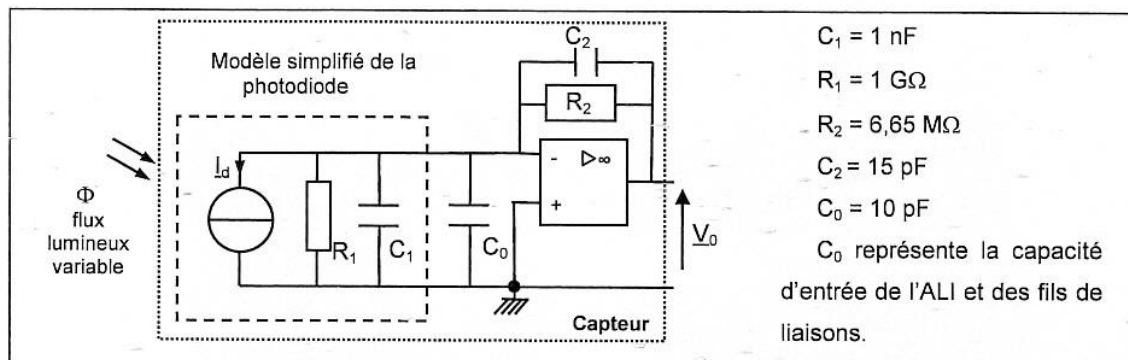 Modèle simplifié de la
photodiode
Φ
flux
lumineux
variable
I_d
R₁
C₁
C₀
C₂
R₂
-
▷∞
+
V₀
Capteur
C₁ = 1 nF
R₁ = 1 GΩ
R₂ = 6,65 MΩ
C₂ = 15 pF
C₀ = 10 pF
C₀ représente la capacité
d'entrée de l'ALI et des fils de
liaisons.